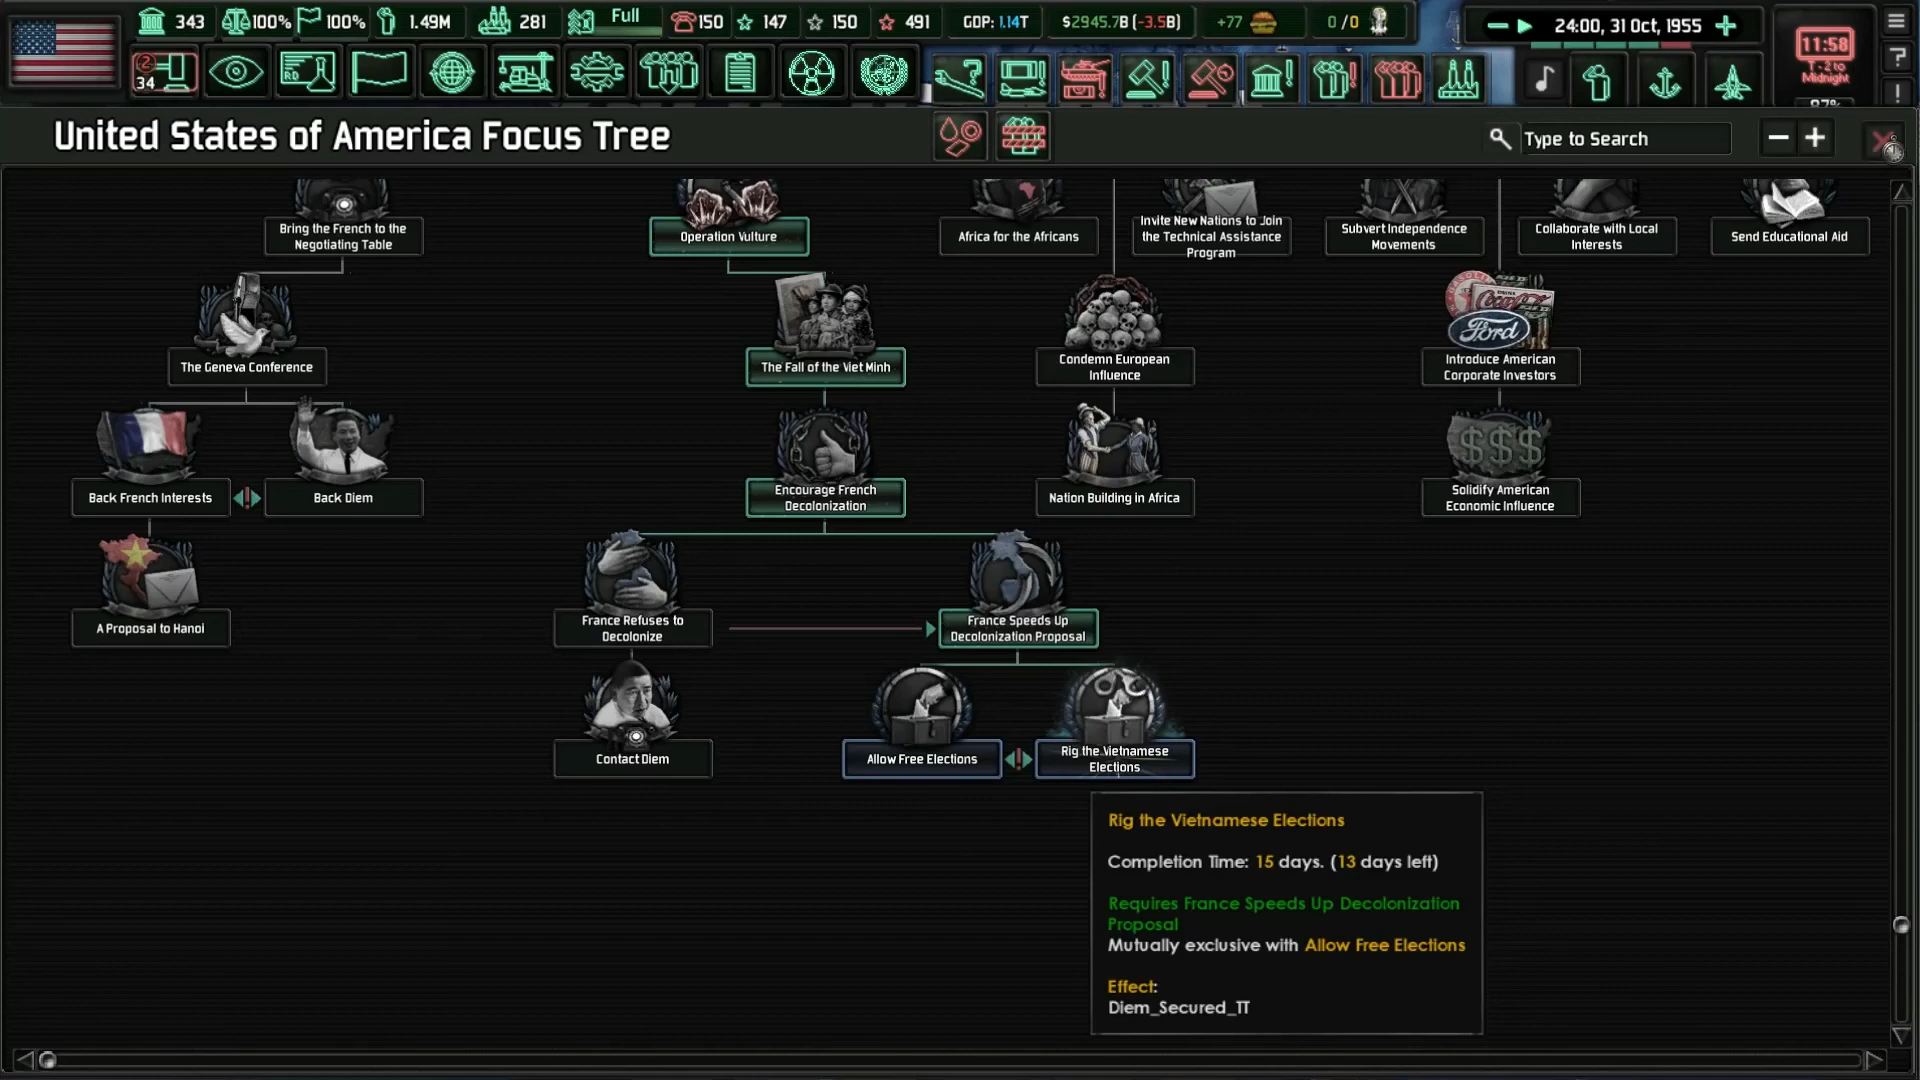 343
100%
100%
1.49M
281
Full
150
147
150
491
GDP: 1.14T
$2945.7B (-3.5B)
+77
0 / 0
24:00, 31 Oct, 1955
11:58
T - 2 to
Midnight
87%
2
34
RD
United States of America Focus Tree
Type to Search
Bring the French to the
Negotiating Table
Operation Vulture
Africa for the Africans
Invite New Nations to Join
the Technical Assistance
Program
Subvert Independence
Movements
Collaborate with Local
Interests
Send Educational Aid
The Geneva Conference
The Fall of the Viet Minh
Condemn European
Influence
Ford
Introduce American
Corporate Investors
Back French Interests
Back Diem
Encourage French
Decolonization
Nation Building in Africa
$$$
Solidify American
Economic Influence
A Proposal to Hanoi
France Refuses to
Decolonize
France Speeds Up
Decolonization Proposal
Contact Diem
Allow Free Elections
Rig the Vietnamese
Elections
Rig the Vietnamese Elections
Completion Time: 15 days. (13 days left)
Requires France Speeds Up Decolonization
Proposal
Mutually exclusive with Allow Free Elections
Effect:
Diem_Secured_TT